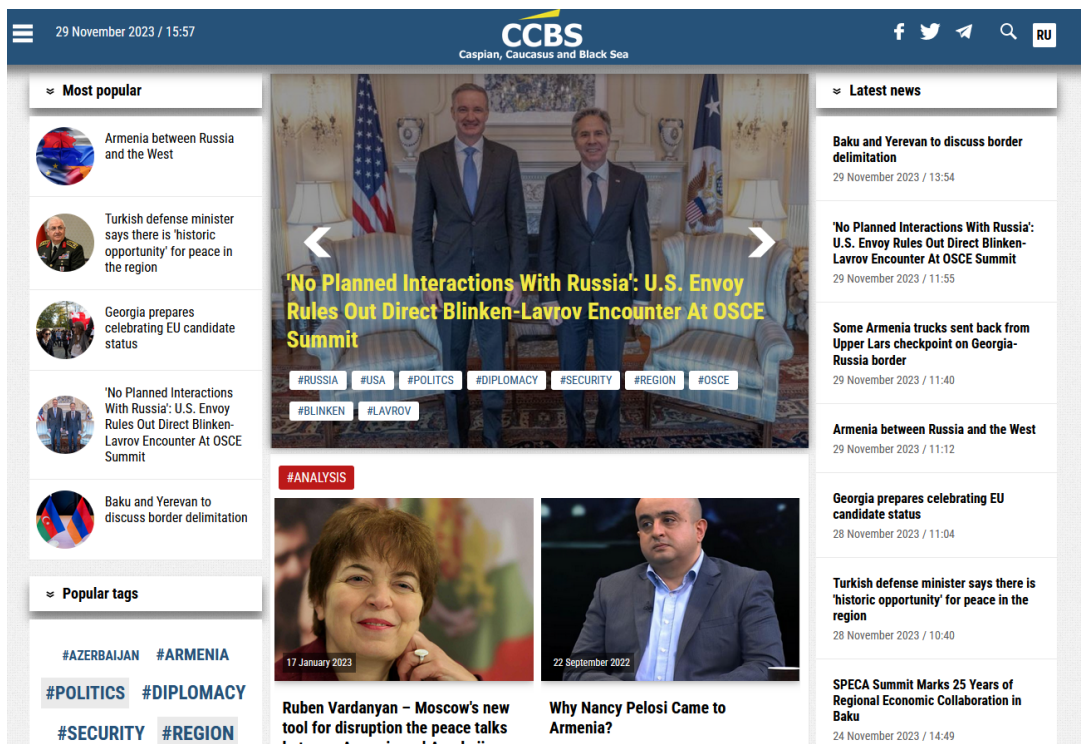 29 November 2023 / 15:57
CCBS
Caspian, Caucasus and Black Sea
RU
Most popular
Armenia between Russia
and the West
Turkish defense minister
says there is 'historic
opportunity' for peace in
the region
Georgia prepares
celebrating EU candidate
status
'No Planned Interactions
With Russia': U.S. Envoy
Rules Out Direct Blinken-
Lavrov Encounter At OSCE
Summit
Baku and Yerevan to
discuss border delimitation
Popular tags
#AZERBAIJAN #ARMENIA
#POLITICS #DIPLOMACY
#SECURITY #REGION
'No Planned Interactions With Russia': U.S. Envoy
Rules Out Direct Blinken-Lavrov Encounter At OSCE
Summit
#RUSSIA #USA #POLITCS #DIPLOMACY #SECURITY #REGION #OSCE
#BLINKEN #LAVROV
#ANALYSIS
17 January 2023
Ruben Vardanyan – Moscow's new
tool for disruption the peace talks
22 September 2022
Why Nancy Pelosi Came to
Armenia?
Latest news
Baku and Yerevan to discuss border
delimitation
29 November 2023 / 13:54
'No Planned Interactions With Russia':
U.S. Envoy Rules Out Direct Blinken-
Lavrov Encounter At OSCE Summit
29 November 2023 / 11:55
Some Armenia trucks sent back from
Upper Lars checkpoint on Georgia-
Russia border
29 November 2023 / 11:40
Armenia between Russia and the West
29 November 2023 / 11:12
Georgia prepares celebrating EU
candidate status
28 November 2023 / 11:04
Turkish defense minister says there is
'historic opportunity' for peace in the
region
28 November 2023 / 10:40
SPECA Summit Marks 25 Years of
Regional Economic Collaboration in
Baku
24 November 2023 / 14:49